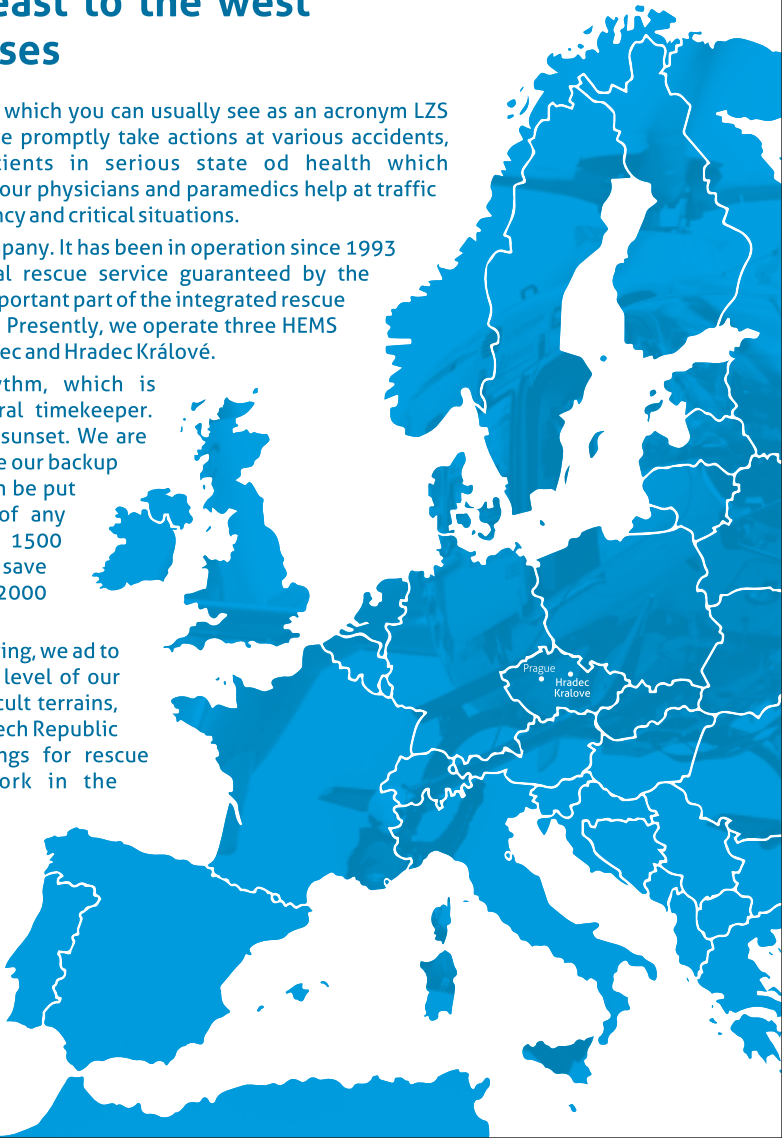 east to the west
ses
which you can usually see as an acronym LZS
e promptly take actions at various accidents,
tients in serious state od health which
our physicians and paramedics help at traffic
ncy and critical situations.
mpany. It has been in operation since 1993
al rescue service guaranteed by the
mportant part of the integrated rescue
Presently, we operate three HEMS
ec and Hradec Králové.
ythm, which is
ral timekeeper.
sunset. We are
e our backup
n be put
of any
1500
save
2000
ing, we ad to
level of our
cult terrains,
ech Republic
ngs for rescue
ork in the
Prague
Hradec
Kralove